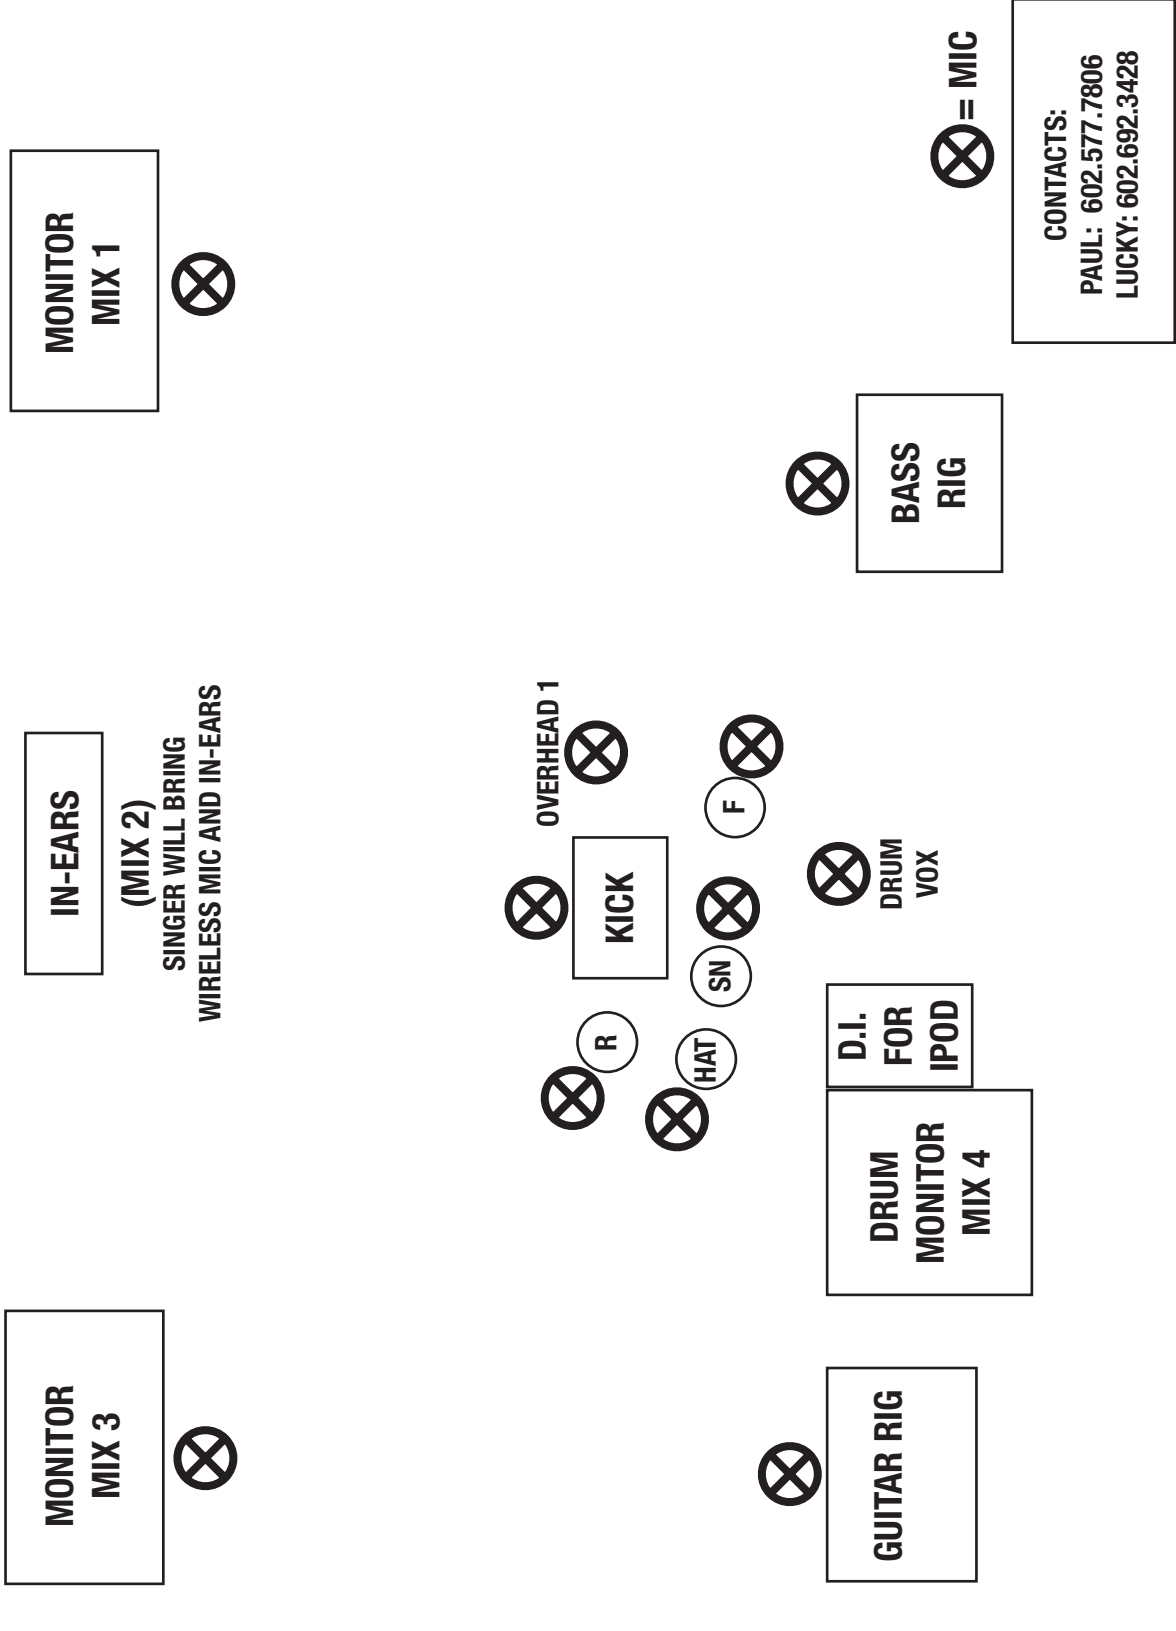 MONITOR
MIX 3
IN-EARS
(MIX 2)
SINGER WILL BRING
WIRELESS MIC AND IN-EARS
MONITOR
MIX 1
OVERHEAD 1
KICK
R
HAT
SN
F
DRUM
VOX
GUITAR RIG
DRUM
MONITOR
MIX 4
D.I.
FOR
IPOD
BASS
RIG
= MIC
CONTACTS:
PAUL: 602.577.7806
LUCKY: 602.692.3428